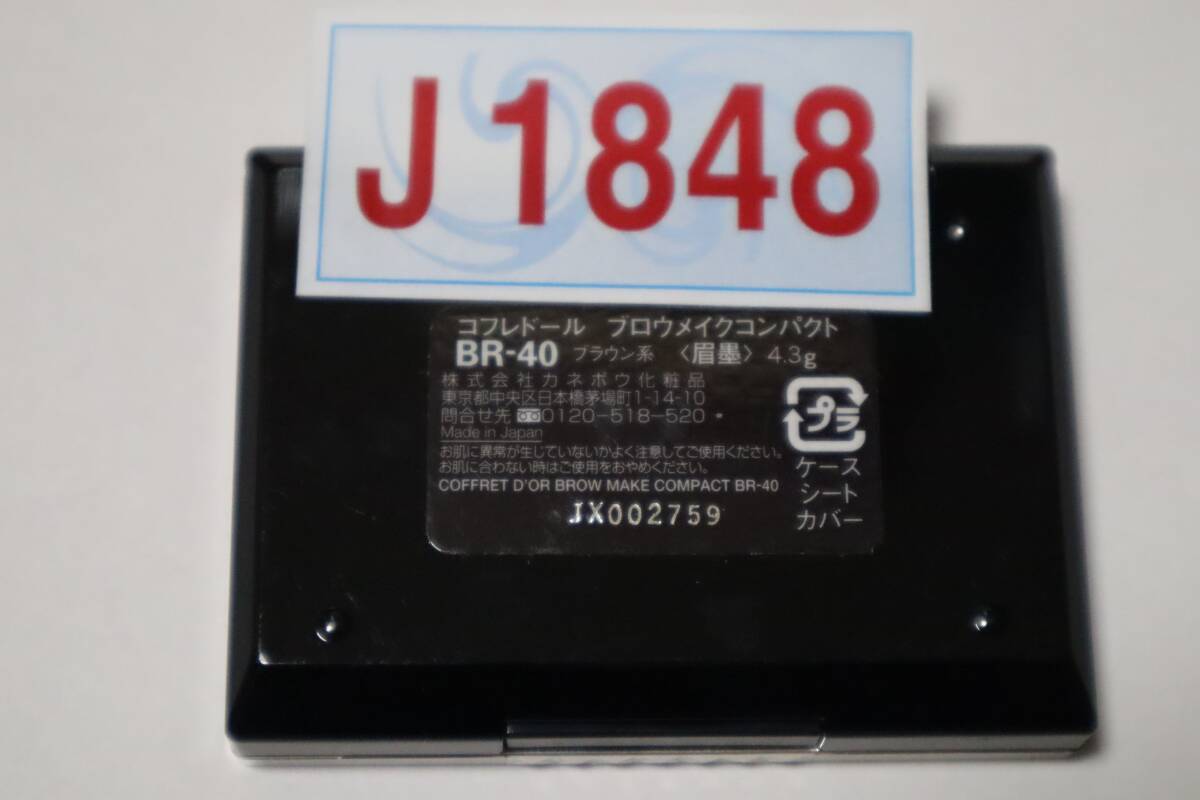 J1848
コフレドール ブロウメイクコンパクト
BR-40 ブラウン系 〈眉墨〉 4.3g
株式会社カネボウ化粧品
東京都中央区日本橋茅場町1-14-10
問合せ先 0120-518-520
Made in Japan
お肌に異常が生じていないかよく注意してご使用ください。
お肌に合わない時はご使用をおやめください。
COFFRET D'OR BROW MAKE COMPACT BR-40
JX002759
プラ
ケース
シート
カバー